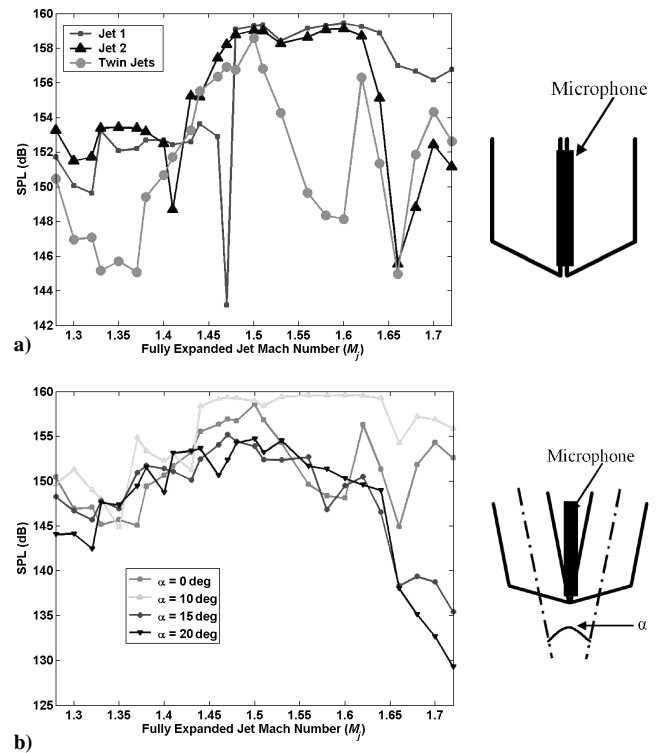 160
158
156
154
152
150
148
146
144
142
SPL (dB)
Jet 1
Jet 2
Twin Jets
1.3 1.35 1.4 1.45 1.5 1.55 1.6 1.65 1.7
Fully Expanded Jet Mach Number (Mj)
a)
Microphone
160
155
150
145
140
135
130
125
SPL (dB)
α = 0 deg
α = 10 deg
α = 15 deg
α = 20 deg
1.3 1.35 1.4 1.45 1.5 1.55 1.6 1.65 1.7
Fully Expanded Jet Mach Number (Mj)
b)
Microphone
α